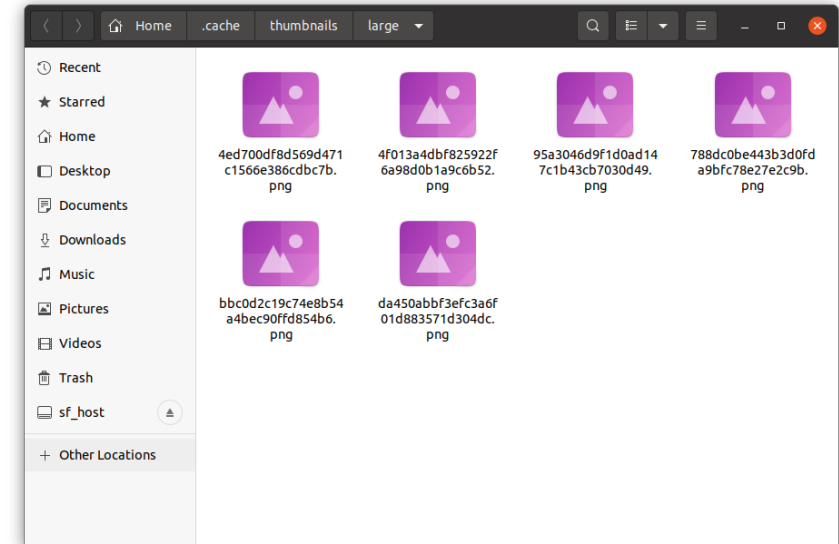 Home
.cache
thumbnails
large
Recent
Starred
Home
Desktop
Documents
Downloads
Music
Pictures
Videos
Trash
sf_host
Other Locations
4ed700df8d569d471
c1566e386cdbc7b.
png
4f013a4dbf825922f
6a98d0b1a9c6b52.
png
95a3046d9f1d0ad14
7c1b43cb7030d49.
png
788dc0be443b3d0fd
a9bfc78e27e2c9b.
png
bbc0d2c19c74e8b54
a4bec90ffd854b6.
png
da450abbf3efc3a6f
01d883571d304dc.
png